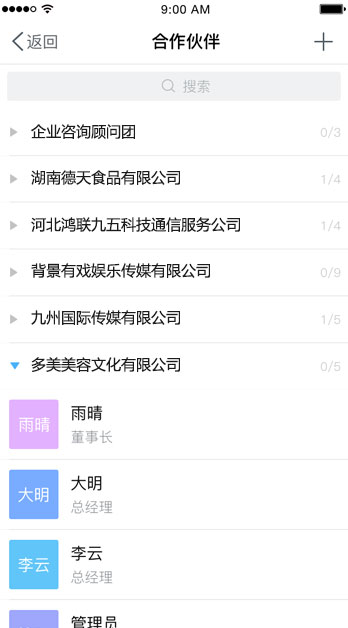 9:00 AM
返回 合作伙伴
搜索
企业咨询顾问团 0/3
湖南德天食品有限公司 1/4
河北鸿联九五科技通信服务公司 1/4
背景有戏娱乐传媒有限公司 0/9
九州国际传媒有限公司 1/5
多美美容文化有限公司 0/5
雨晴 雨晴
董事长
大明 大明
总经理
李云 李云
总经理
管理员